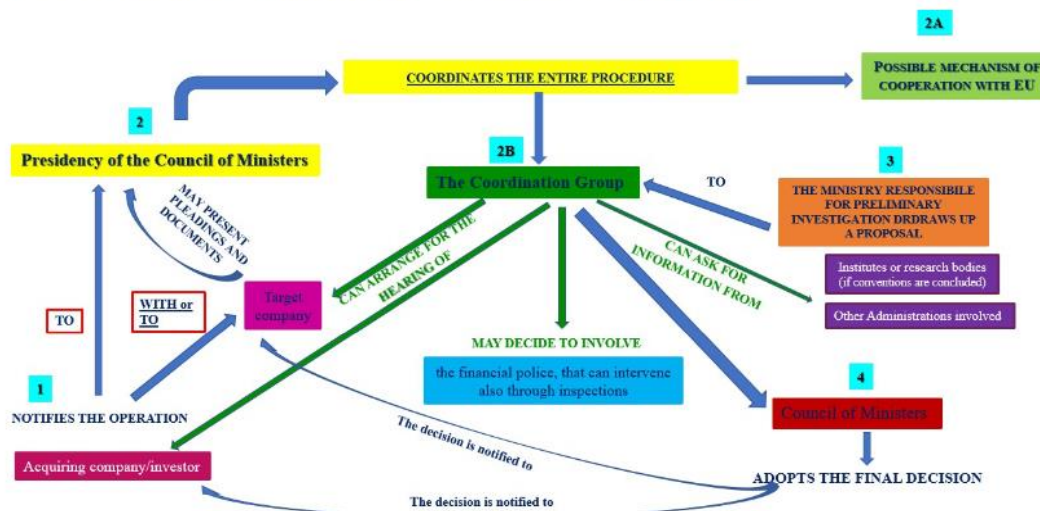 2A
COORDINATES THE ENTIRE PROCEDURE
POSSIBLE MECHANISM OF
COOPERATION WITH EU
2
Presidency of the Council of Ministers
2B
The Coordination Group
TO
3
THE MINISTRY RESPONSIBILE
FOR PRELIMINARY
INVESTIGATION DRDRAWS UP
A PROPOSAL
MAY PRESENT
PLEADINGS AND
DOCUMENTS
CAN ARRANGE FOR THE
HEARING OF
CAN ASK FOR
INFORMATION FROM
Institutes or research bodies
(if conventions are concluded)
Other Administrations involved
TO
WITH or
TO
Target
company
MAY DECIDE TO INVOLVE
the financial police, that can intervene
also through inspections
1
NOTIFIES THE OPERATION
4
Council of Ministers
Acquiring company/investor
The decision is notified to
ADOPTS THE FINAL DECISION
The decision is notified to